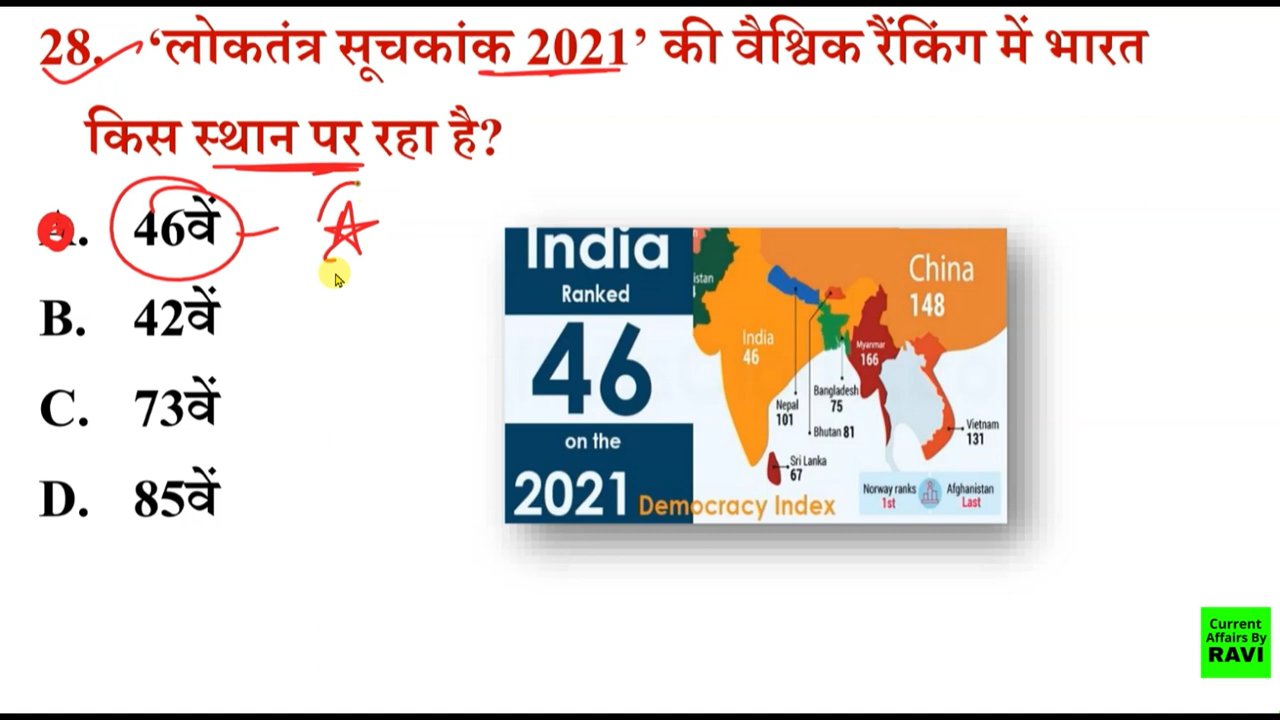 28. ‘लोकतंत्र सूचकांक 2021’ की वैश्विक रैंकिंग में भारत
किस स्थान पर रहा है?
A. 46वें
B. 42वें
C. 73वें
D. 85वें
India
Ranked
46
on the
2021 Democracy Index
China
148
India
46
Myanmar
166
Nepal
101
Bangladesh
75
Bhutan 81
Sri Lanka
67
Vietnam
131
Norway ranks
1st
Afghanistan
Last
Current
Affairs By
RAVI